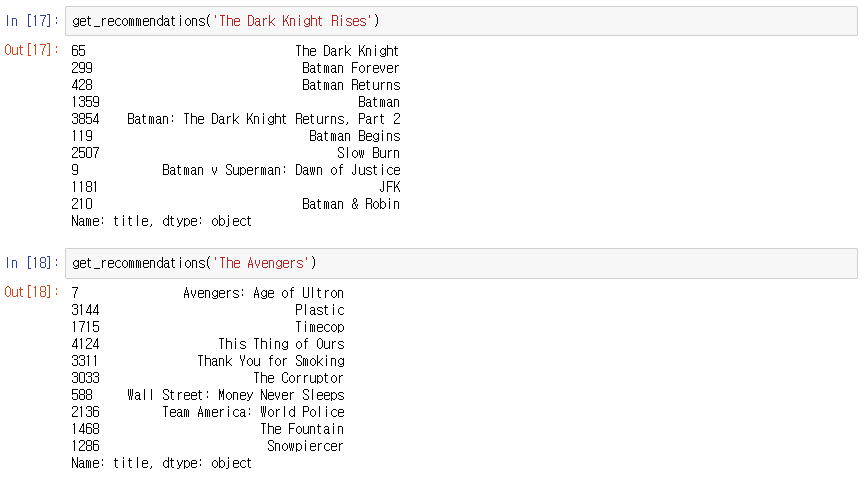 In [17]: get_recommendations('The Dark Knight Rises')
Out[17]: 65 The Dark Knight
299 Batman Forever
428 Batman Returns
1359 Batman
3854 Batman: The Dark Knight Returns, Part 2
119 Batman Begins
2507 Slow Burn
9 Batman v Superman: Dawn of Justice
1181 JFK
210 Batman & Robin
Name: title, dtype: object
In [18]: get_recommendations('The Avengers')
Out[18]: 7 Avengers: Age of Ultron
3144 Plastic
1715 Timecop
4124 This Thing of Ours
3311 Thank You for Smoking
3033 The Corruptor
588 Wall Street: Money Never Sleeps
2136 Team America: World Police
1468 The Fountain
1286 Snowpiercer
Name: title, dtype: object